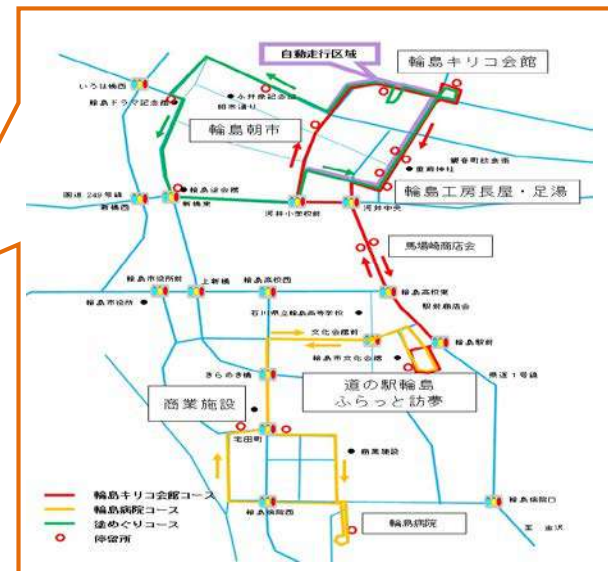 自動走行区域
輪島キリコ会館
いろは橋西
輪島ドラマ記念館
朝市通り
輪島朝市
重蔵神社
輪島工房長屋・足湯
国道249号線
新橋西
新橋東
輪島塗会館
河井小学校前
河井中央
馬場崎商店会
輪島市役所前
上新橋
輪島高校西
輪島高校東
駅前商店会
輪島市役所
石川県立輪島高等学校
文化会館前
輪島駅前
輪島市文化会館
県道1号線
きらめき橋
道の駅輪島
ふらっと訪夢
商業施設
宅田町
商業施設
輪島病院西
輪島病院口
輪島病院
至 金沢
輪島キリコ会館コース
輪島病院コース
塗めぐりコース
停留所